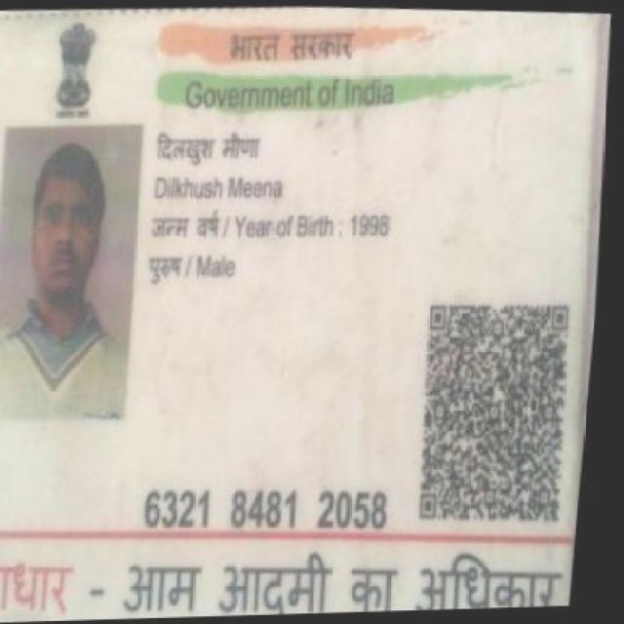 भारत सरकार
Government of India
दिलखुश मीणा
Dilkhush Meena
जन्म वर्ष / Year of Birth : 1998
पुरुष / Male
6321 8481 2058
ाधार - आम आदमी का अधिकार